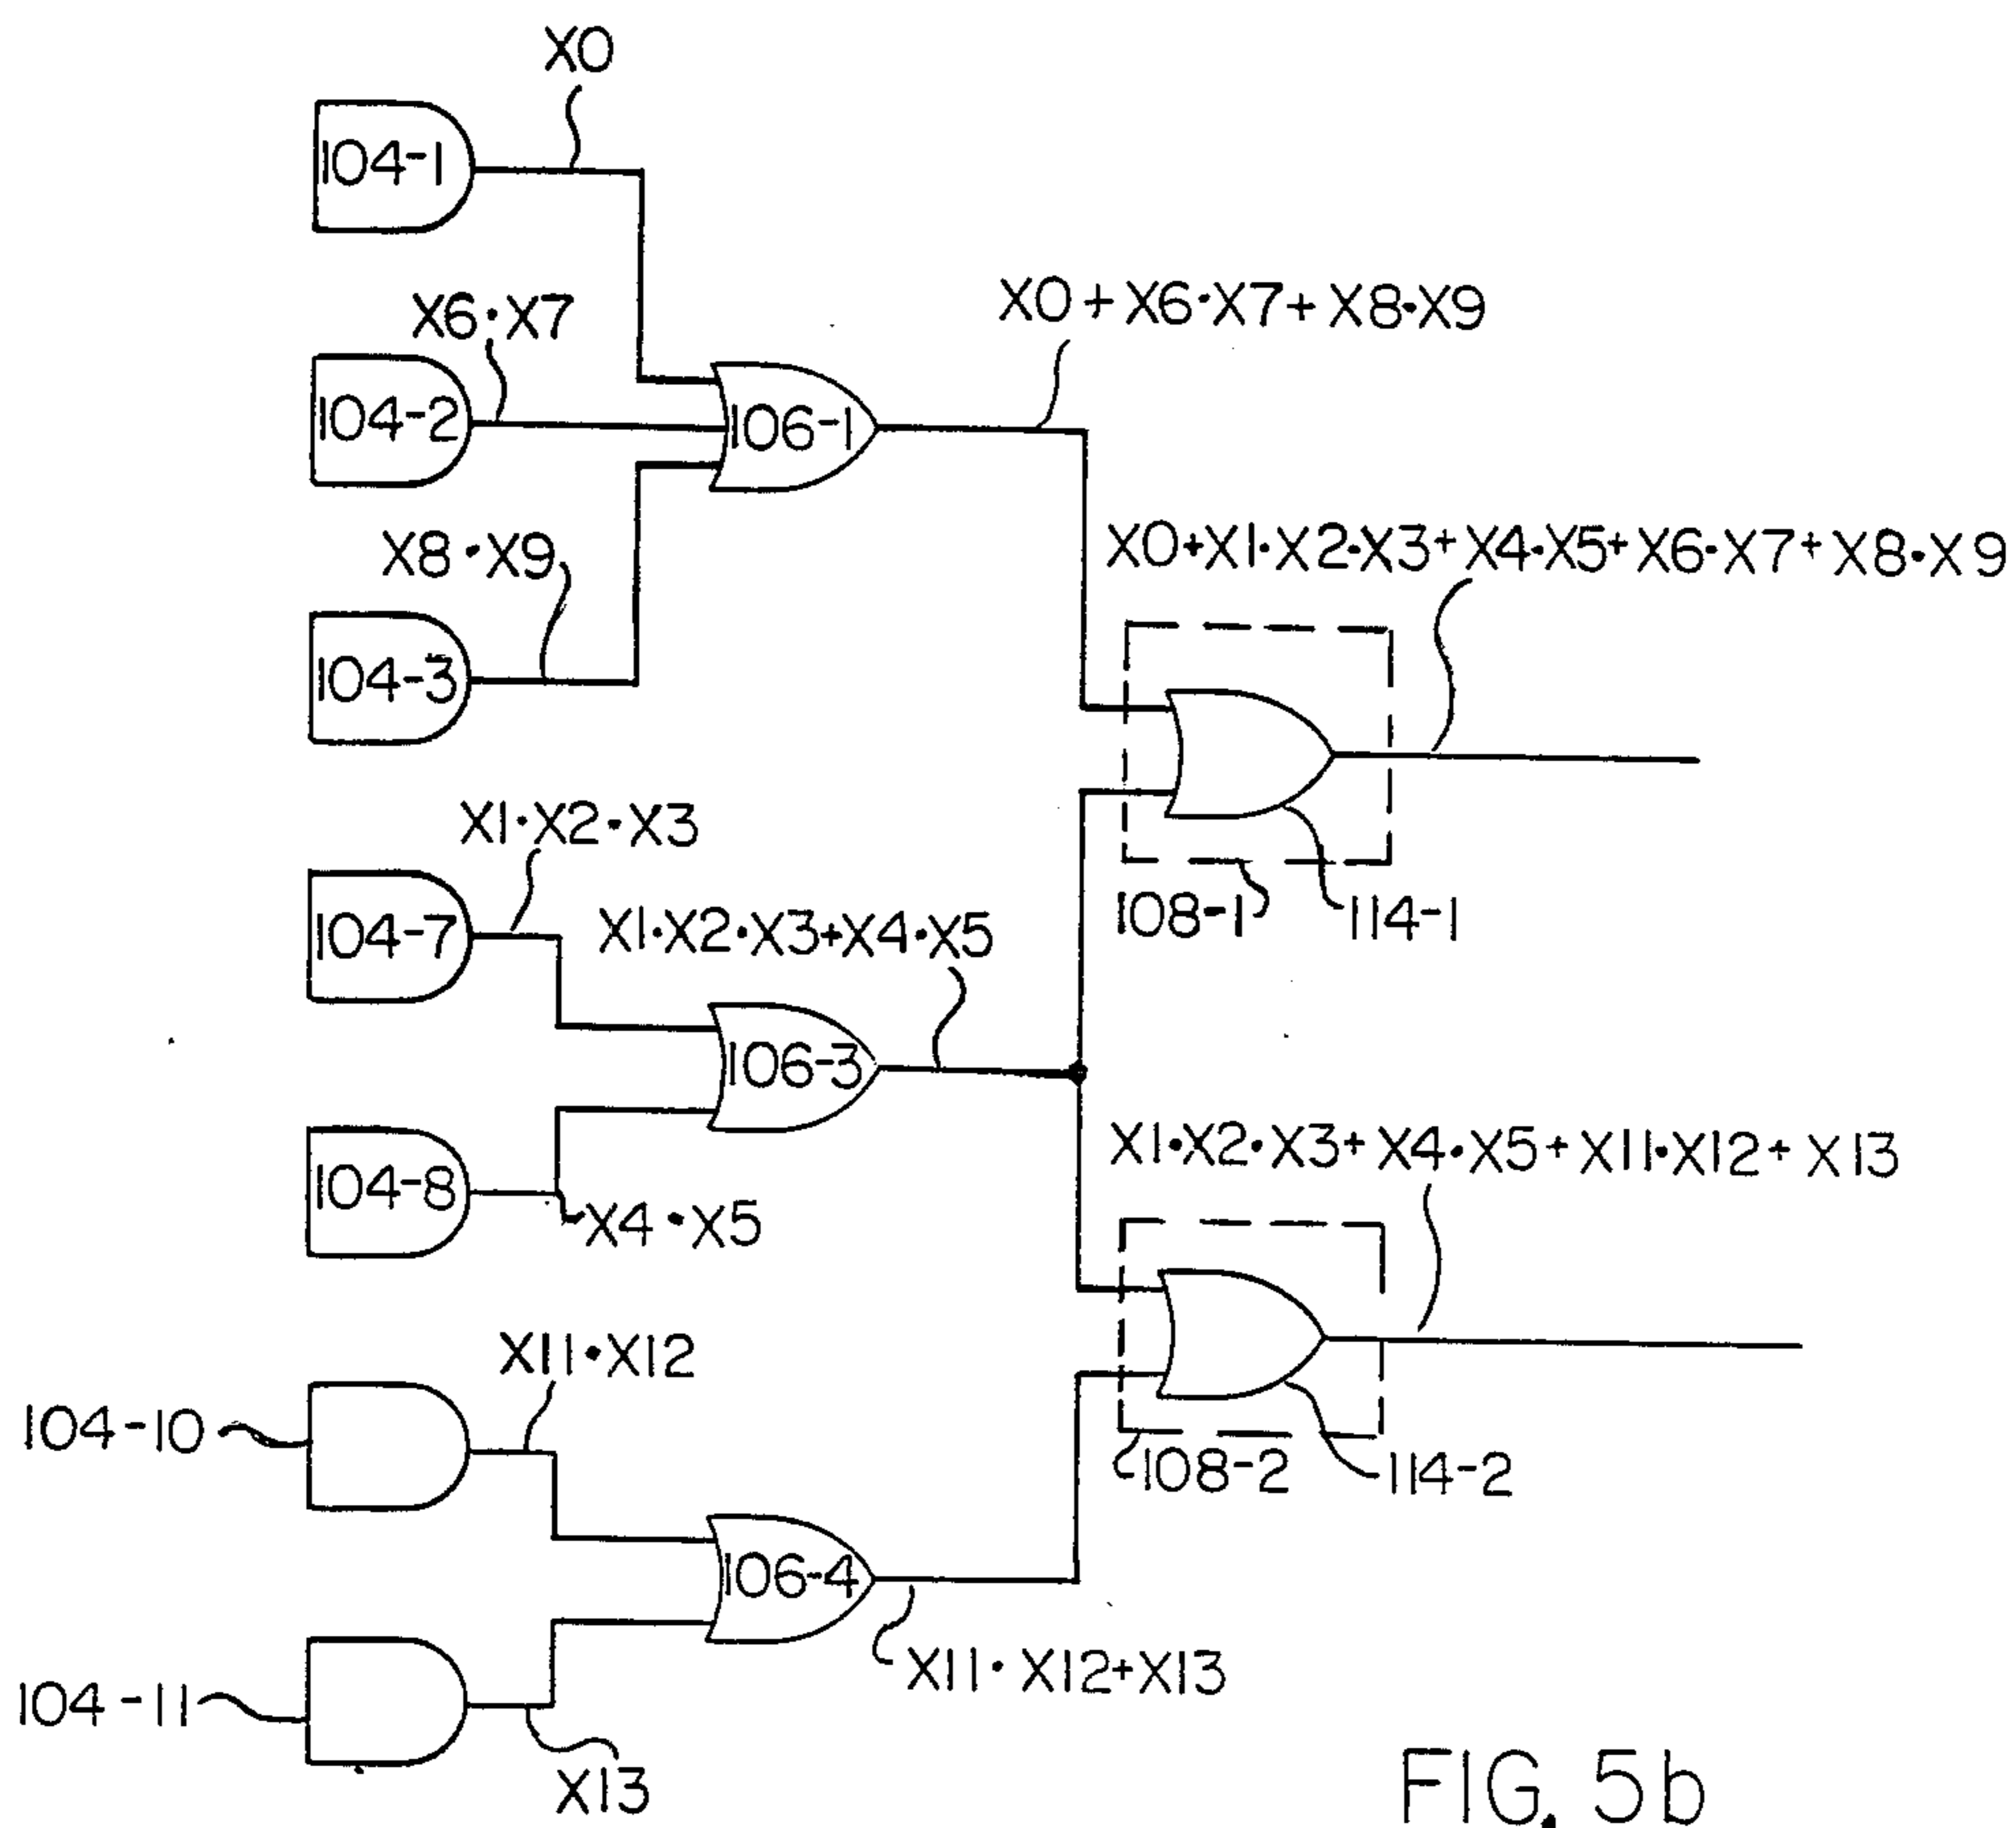 X0
104-1
X6·X7
104-2
106-1
X0+X6·X7+X8·X9
X8·X9
104-3
X0+X1·X2·X3+X4·X5+X6·X7+X8·X9
108-1
114-1
X1·X2·X3
104-7
X1·X2·X3+X4·X5
106-3
104-8
X4·X5
X1·X2·X3+X4·X5+X11·X12+X13
108-2
114-2
X11·X12
104-10
106-4
X11·X12+X13
104-11
X13
FIG. 5b